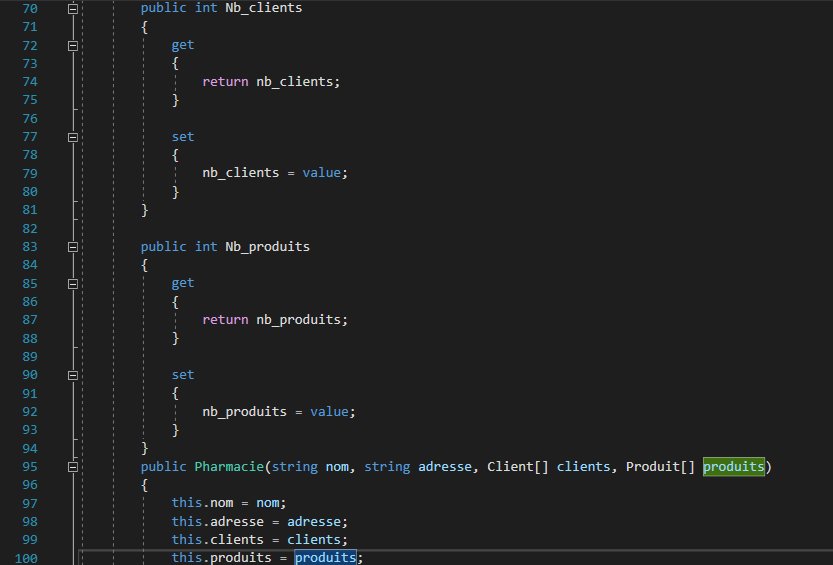 70 public int Nb_clients
71 {
72 get
73 {
74 return nb_clients;
75 }
76
77 set
78 {
79 nb_clients = value;
80 }
81 }
82
83 public int Nb_produits
84 {
85 get
86 {
87 return nb_produits;
88 }
89
90 set
91 {
92 nb_produits = value;
93 }
94 }
95 public Pharmacie(string nom, string adresse, Client[] clients, Produit[] produits)
96 {
97 this.nom = nom;
98 this.adresse = adresse;
99 this.clients = clients;
100 this.produits = produits;